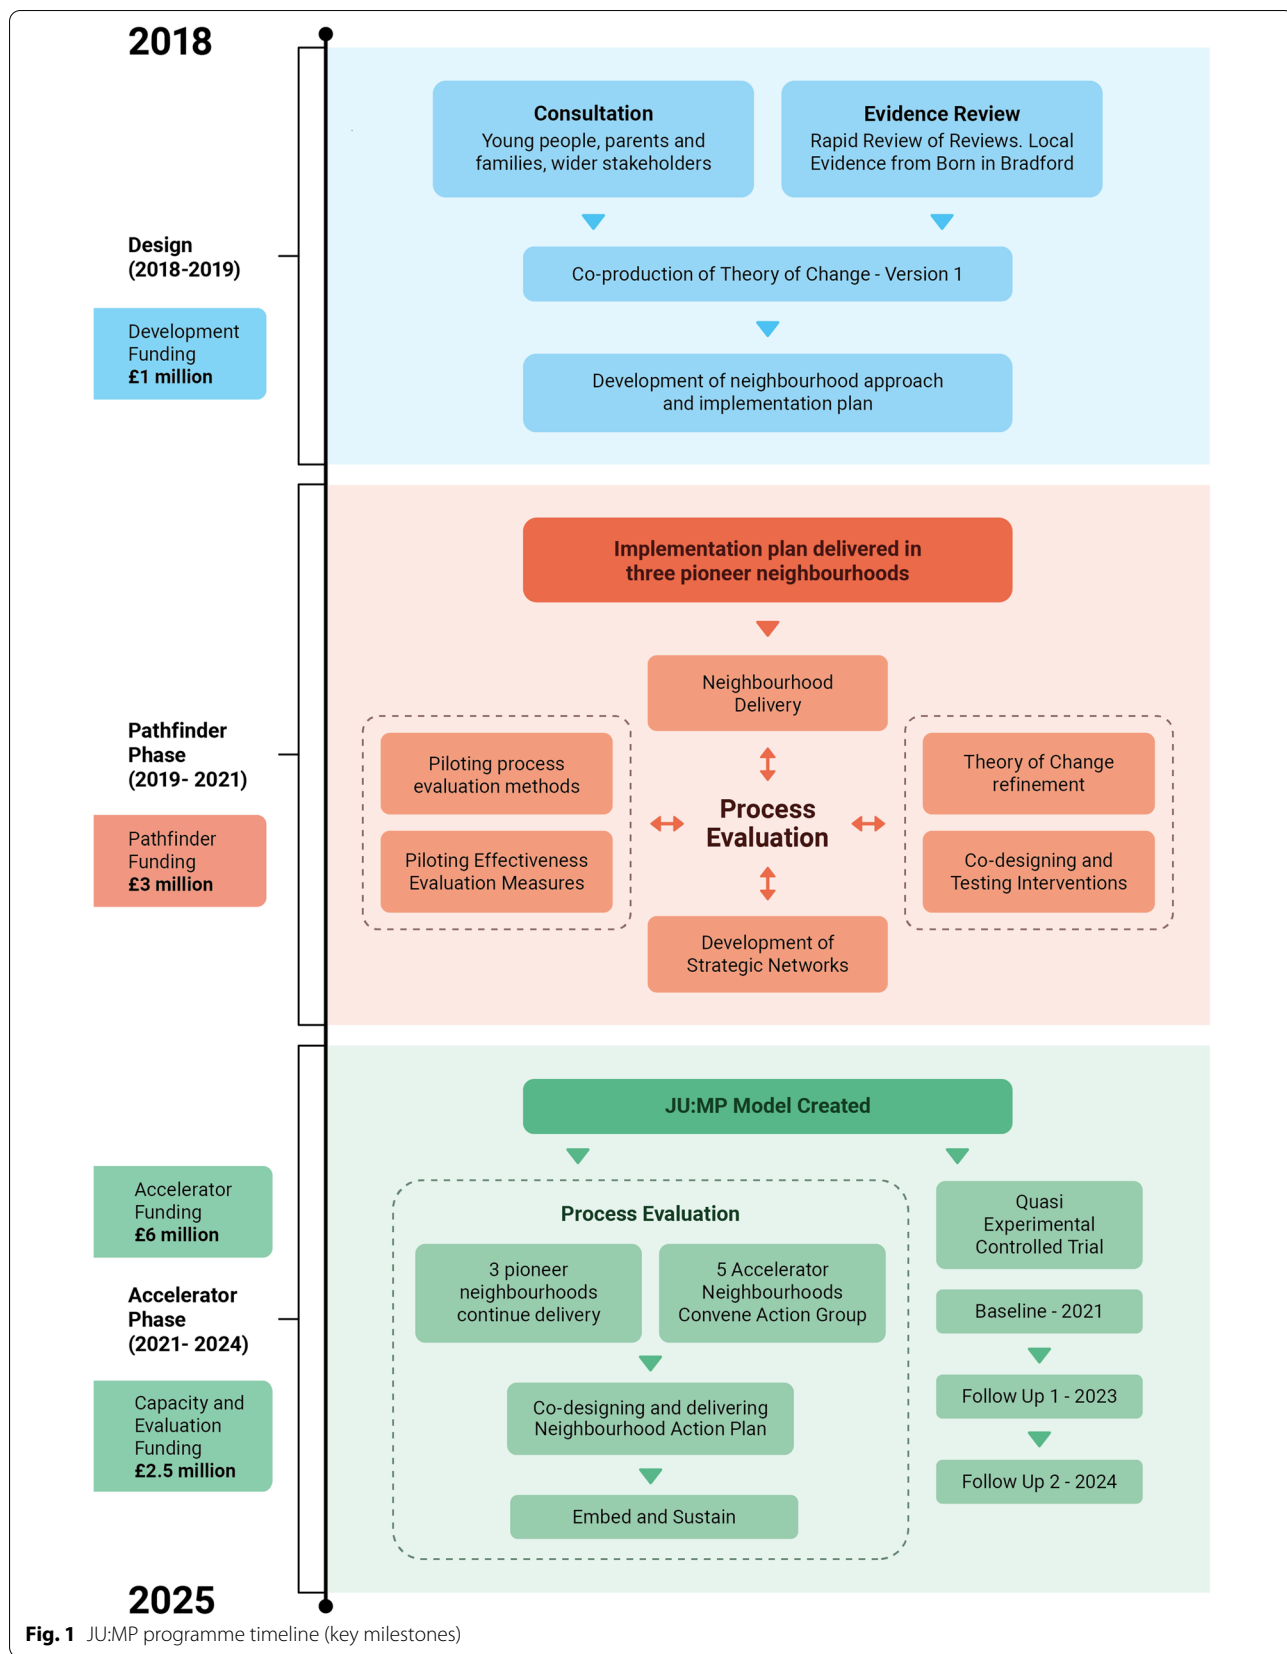 2018
Consultation
Young people, parents and
families, wider stakeholders
Evidence Review
Rapid Review of Reviews. Local
Evidence from Born in Bradford
Design
(2018-2019)
Co-production of Theory of Change - Version 1
Development
Funding
£1 million
Development of neighbourhood approach
and implementation plan
Implementation plan delivered in
three pioneer neighbourhoods
Neighbourhood
Delivery
Pathfinder
Phase
(2019- 2021)
Piloting process
evaluation methods
Process
Evaluation
Theory of Change
refinement
Pathfinder
Funding
£3 million
Piloting Effectiveness
Evaluation Measures
Co-designing and
Testing Interventions
Development of
Strategic Networks
JU:MP Model Created
Accelerator
Funding
£6 million
Process Evaluation
Quasi
Experimental
Controlled Trial
3 pioneer
neighbourhoods
continue delivery
5 Accelerator
Neighbourhoods
Convene Action Group
Accelerator
Phase
(2021- 2024)
Baseline - 2021
Capacity and
Evaluation
Funding
£2.5 million
Co-designing and delivering
Neighbourhood Action Plan
Follow Up 1 - 2023
Follow Up 2 - 2024
Embed and Sustain
2025
Fig. 1 JU:MP programme timeline (key milestones)